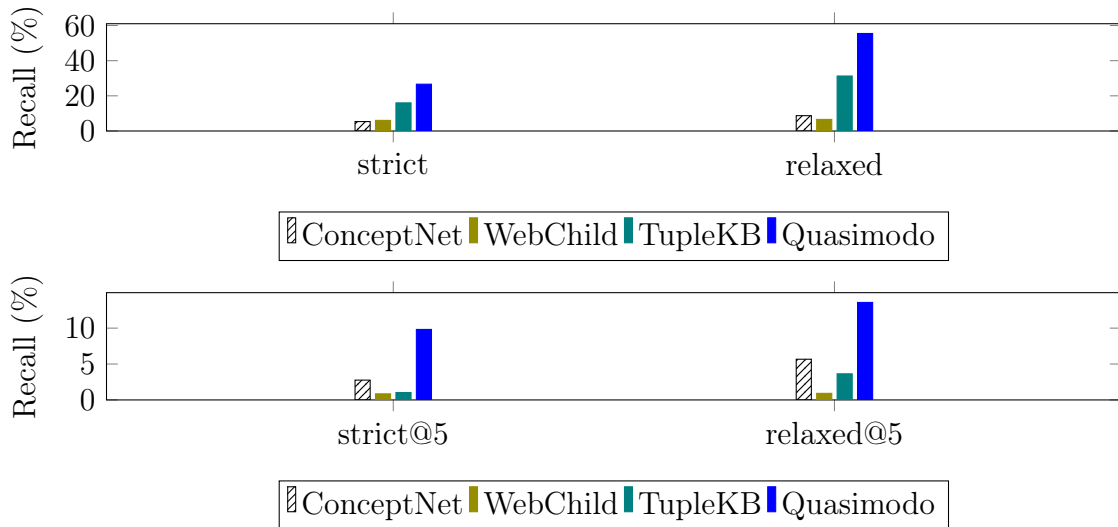 Recall (%)
60
40
20
0
strict
relaxed
ConceptNet WebChild TupleKB Quasimodo
Recall (%)
10
5
0
strict@5
relaxed@5
ConceptNet WebChild TupleKB Quasimodo